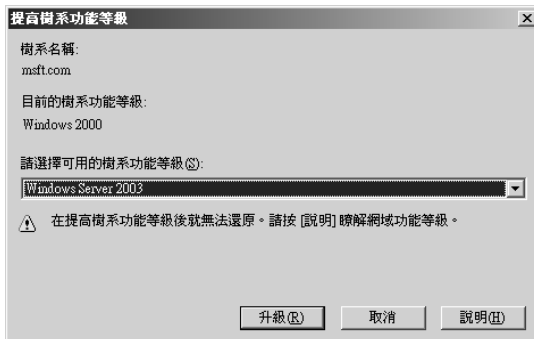 提高樹系功能等級
樹系名稱:
msft.com
目前的樹系功能等級:
Windows 2000
請選擇可用的樹系功能等級(S):
Windows Server 2003
在提高樹系功能等級後就無法還原。請按 [說明] 瞭解網域功能等級。
升級(R) 取消 說明(H)